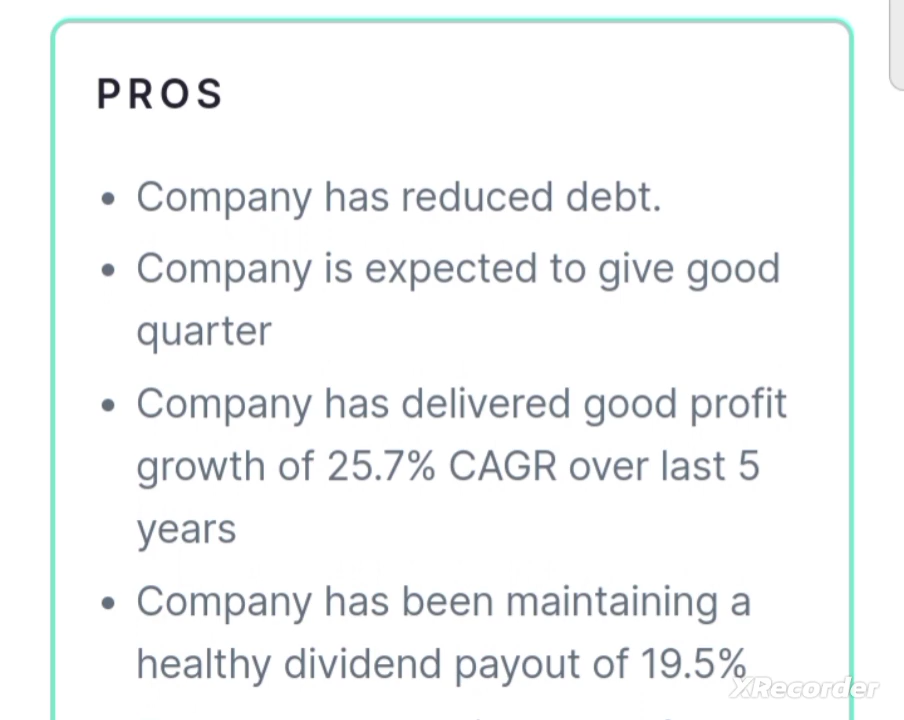 PROS
• Company has reduced debt.
• Company is expected to give good
quarter
• Company has delivered good profit
growth of 25.7% CAGR over last 5
years
• Company has been maintaining a
healthy dividend payout of 19.5%
XRecorder